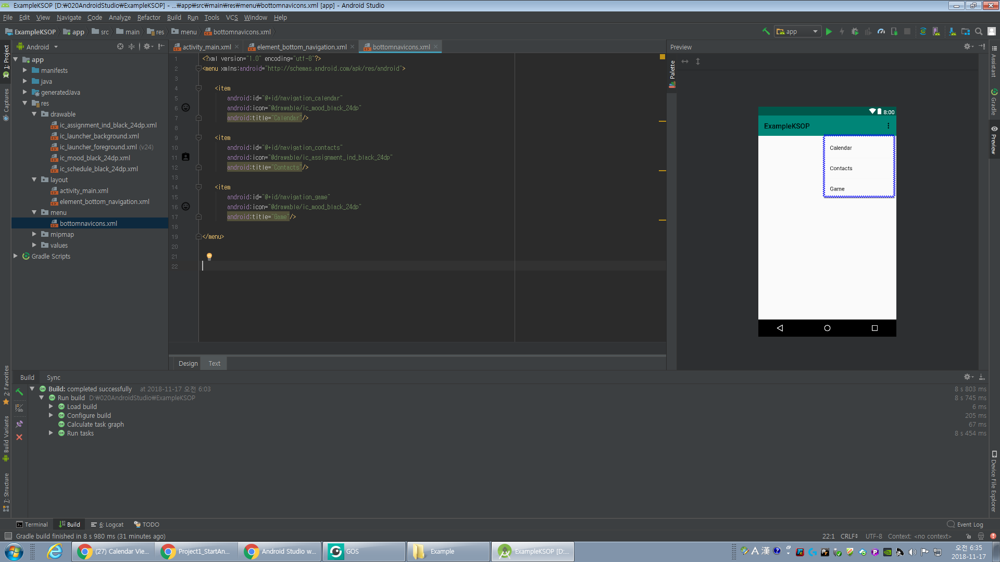 ExampleKSOP [D:₩020AndroidStudio₩ExampleKSOP] - ...₩app₩src₩main₩res₩menu₩bottomnavicons.xml [app] - Android Studio
File Edit View Navigate Code Analyze Refactor Build Run Tools VCS Window Help
ExampleKSOP app src main res menu bottomnavicons.xml app
Android
activity_main.xml element_bottom_navigation.xml bottomnavicons.xml
Preview
1: Project
Captures
2: Favorites
Build Variants
7: Structure
app
manifests
java
generatedJava
res
drawable
ic_assignment_ind_black_24dp.xml
ic_launcher_background.xml
ic_launcher_foreground.xml (v24)
ic_mood_black_24dp.xml
ic_schedule_black_24dp.xml
layout
activity_main.xml
element_bottom_navigation.xml
menu
bottomnavicons.xml
mipmap
values
Gradle Scripts
1 <?xml version="1.0" encoding="utf-8"?>
2 <menu xmlns:android="http://schemas.android.com/apk/res/android">
3
4 <item
5 android:id="@+id/navigation_calendar"
6 android:icon="@drawable/ic_mood_black_24dp"
7 android:title="Calendar"/>
8
9 <item
10 android:id="@+id/navigation_contacts"
11 android:icon="@drawable/ic_assignment_ind_black_24dp"
12 android:title="Contacts"/>
13
14 <item
15 android:id="@+id/navigation_game"
16 android:icon="@drawable/ic_mood_black_24dp"
17 android:title="Game"/>
18
19 </menu>
20
21
22
Design Text
Palette
8:00
ExampleKSOP
Calendar
Contacts
Game
Assistant
Gradle
Preview
Device File Explorer
Build Sync
Build: completed successfully at 2018-11-17 오전 6:03 8 s 803 ms
Run build D:₩020AndroidStudio₩ExampleKSOP 8 s 745 ms
Load build 6 ms
Configure build 205 ms
Calculate task graph 67 ms
Run tasks 8 s 454 ms
Terminal Build 6: Logcat TODO Event Log
Gradle build finished in 8 s 980 ms (31 minutes ago) 22:1 CRLF UTF-8 Context: <no context>
(27) Calendar Vie... Project1_StartAn... Android Studio w... GOS Example ExampleKSOP [D:... A 漢 오전 6:35
2018-11-17